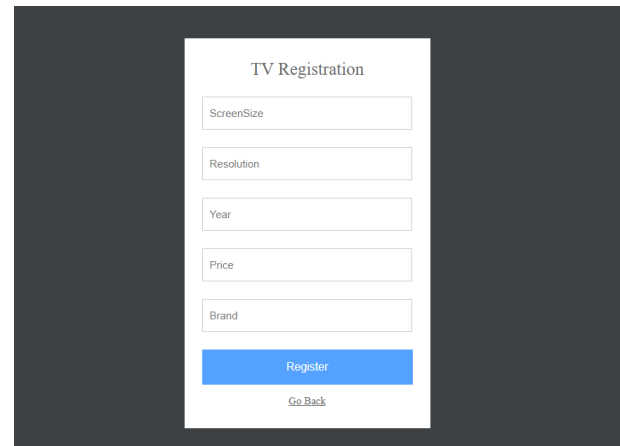 TV Registration
ScreenSize
Resolution
Year
Price
Brand
Register
Go Back